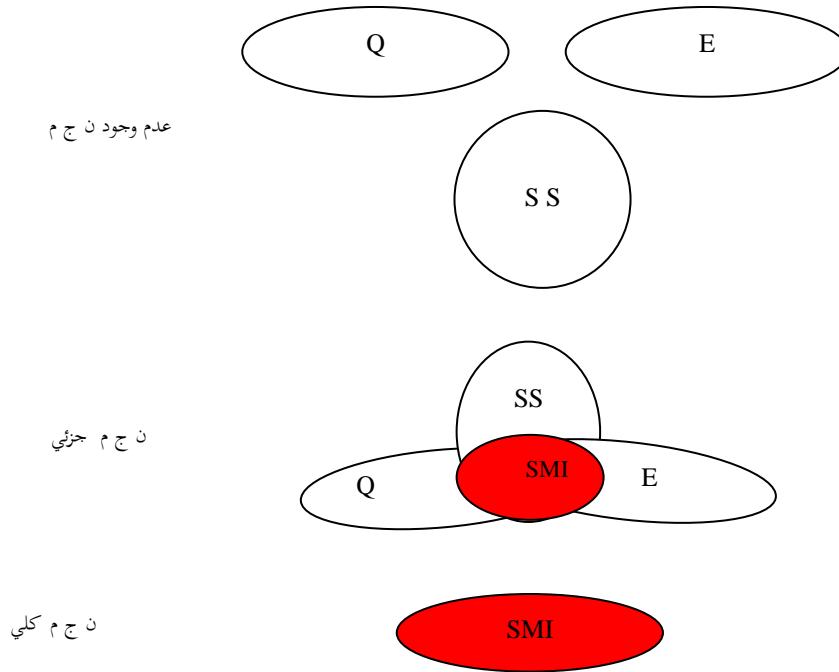 Q
E
عدم وجود ن ج م
S S
SS
ن ج م جزئي
SMI
Q
E
ن ج م كلي
SMI